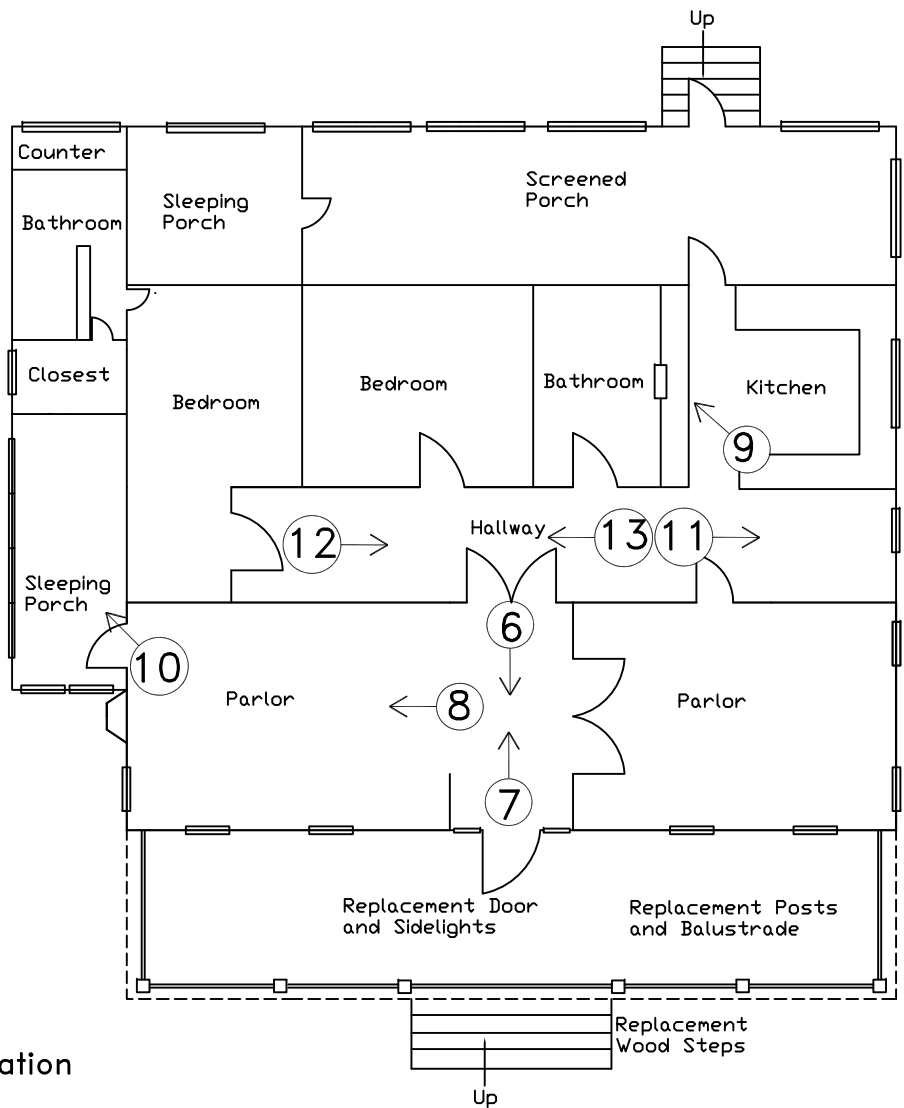 Up
Counter
Sleeping
Porch
Screened
Porch
Bathroom
Closest
Bedroom
Bedroom
Bathroom
Kitchen
9
12
Hallway
13
11
Sleeping
Porch
6
10
Parlor
8
Parlor
7
Replacement Door
and Sidelights
Replacement Posts
and Balustrade
Replacement
Wood Steps
ation
Up